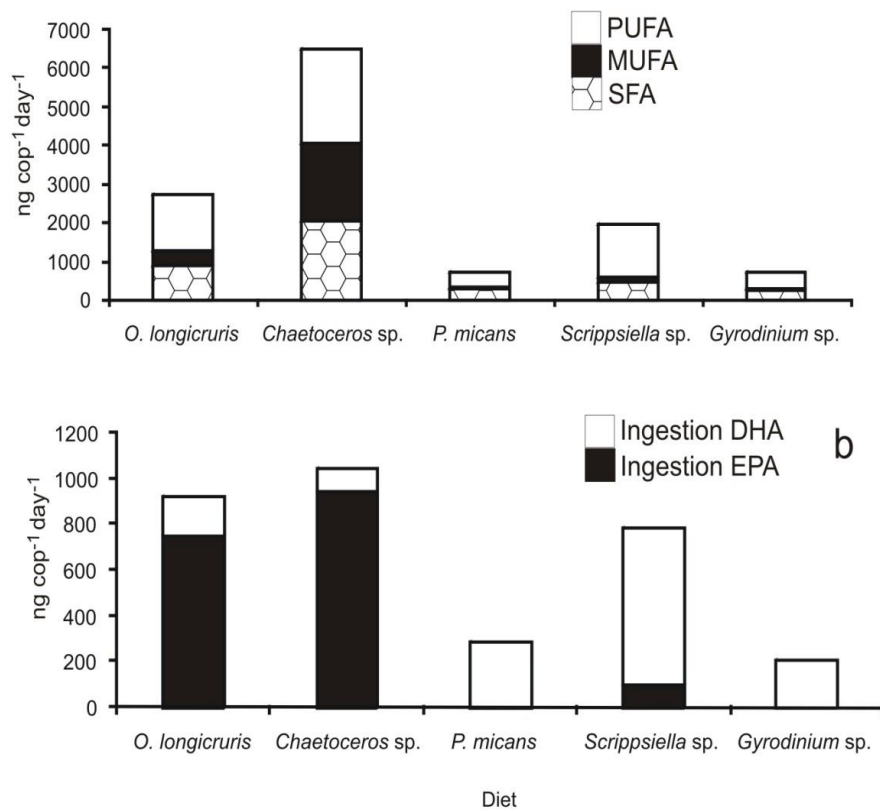 7000
6000
5000
4000
3000
2000
1000
0
ng cop⁻¹ day⁻¹
PUFA
MUFA
SFA
O. longicruris Chaetoceros sp. P. micans Scrippsiella sp. Gyrodinium sp.
1200
1000
800
600
400
200
0
ng cop⁻¹ day⁻¹
Ingestion DHA
Ingestion EPA
b
O. longicruris Chaetoceros sp. P. micans Scrippsiella sp. Gyrodinium sp.
Diet